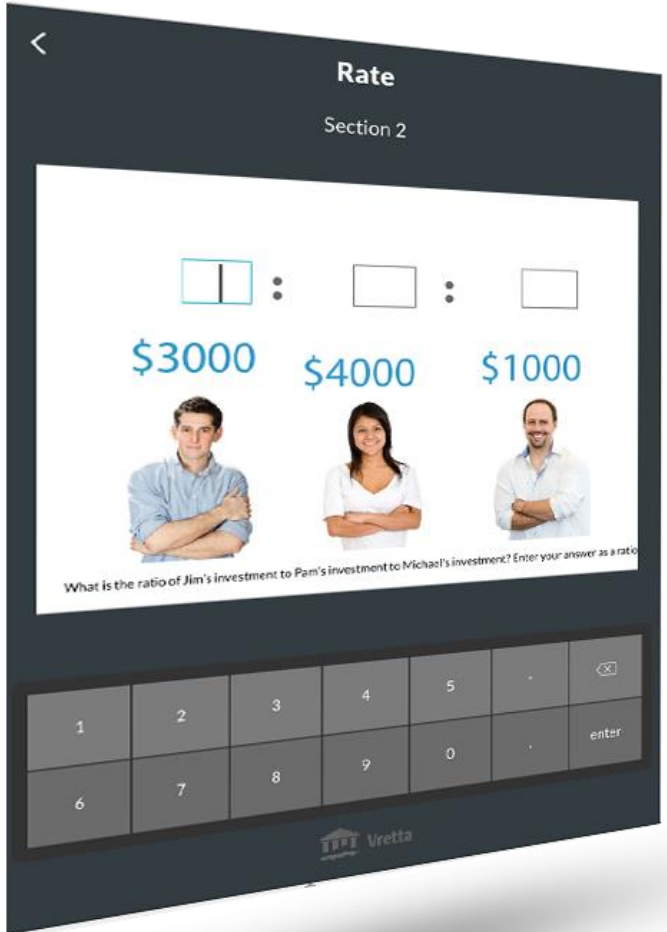 Rate
Section 2
: :
$3000 $4000 $1000
What is the ratio of Jim's investment to Pam's investment to Michael's investment? Enter your answer as a ratio
1 2 3 4 5
6 7 8 9 0 . enter
Vretta